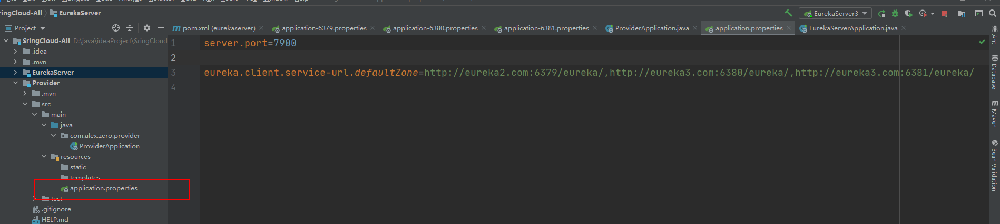 SringCloud-All EurekaServer EurekaServer3
Project pom.xml (eurekaserver) application-6379.properties application-6380.properties application-6381.properties ProviderApplication.java application.properties EurekaServerApplication.java
SringCloud-All D:\java\ideaProject\SringCloud
.idea
.mvn
EurekaServer
Provider
.mvn
src
main
java
com.alex.zero.provider
ProviderApplication
resources
static
templates
application.properties
test
.gitignore
HELP.md
1 server.port=7900
2
3 eureka.client.service-url.defaultZone=http://eureka2.com:6379/eureka/,http://eureka3.com:6380/eureka/,http://eureka3.com:6381/eureka/
4
Ant
Database
Maven
Bean Validation